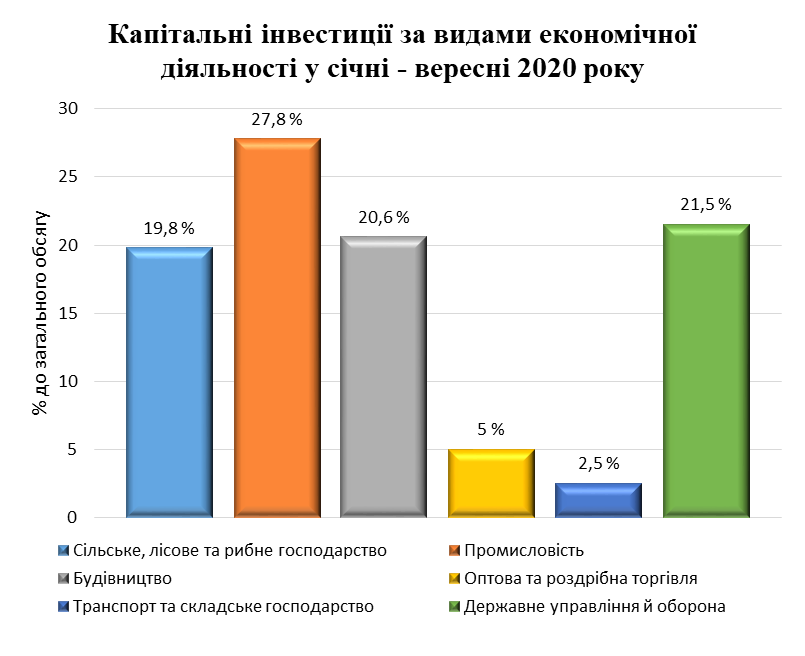 Капітальні інвестиції за видами економічної
діяльності у січні - вересні 2020 року
% до загального обсягу
30
25
20
15
10
5
0
19,8 %
27,8 %
20,6 %
5 %
2,5 %
21,5 %
Сільське, лісове та рибне господарство
Промисловість
Будівництво
Оптова та роздрібна торгівля
Транспорт та складське господарство
Державне управління й оборона